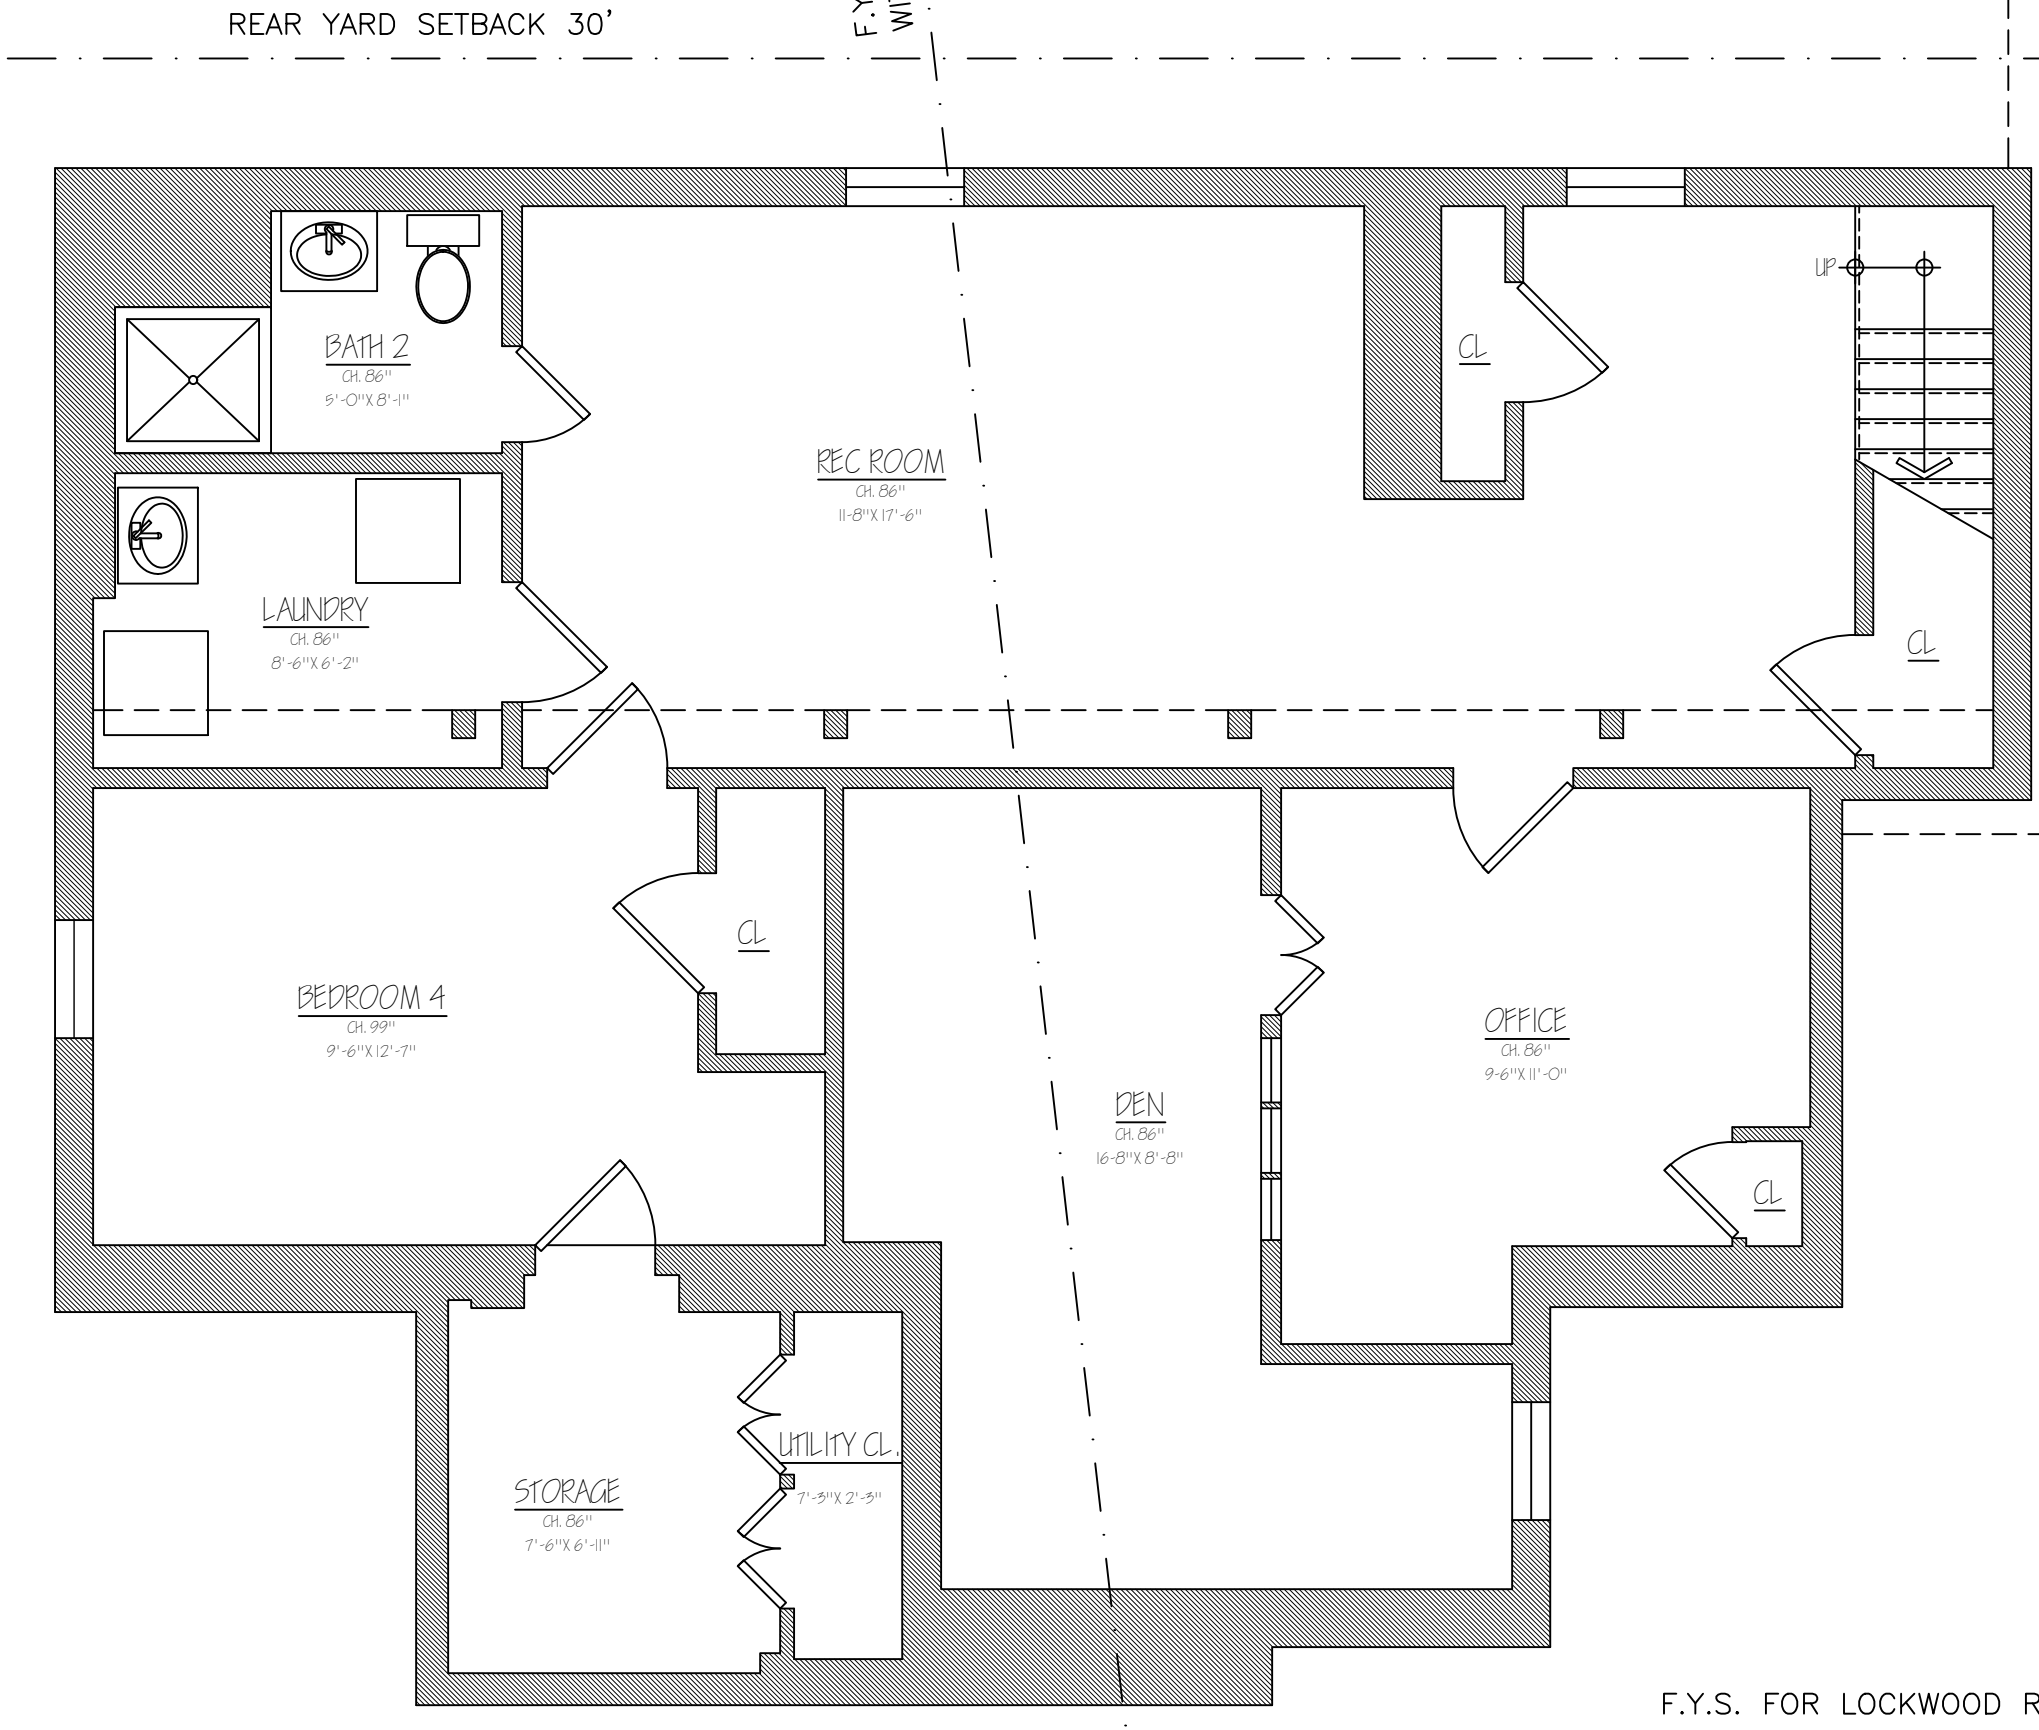 REAR YARD SETBACK 30'
F.Y
WI
UP
BATH 2
CH. 86"
5'-0"X 8'-1"
CL
REC ROOM
CH. 86"
11-8"X 17'-6"
LAUNDRY
CH. 86"
8'-6"X 6'-2"
CL
CL
BEDROOM 4
CH. 99"
9'-6"X 12'-7"
OFFICE
CH. 86"
9-6"X 11'-0"
DEN
CH. 86"
16-8"X 8'-8"
CL
UTILITY CL.
7'-3"X 2'-3"
STORAGE
CH. 86"
7'-6"X 6'-11"
F.Y.S. FOR LOCKWOOD R